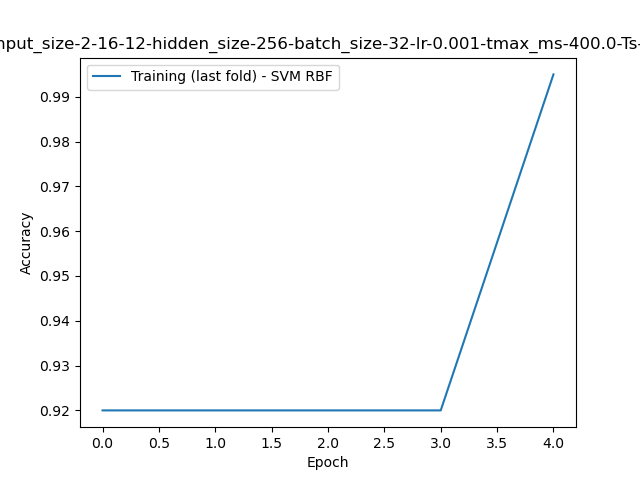 nput_size-2-16-12-hidden_size-256-batch_size-32-lr-0.001-tmax_ms-400.0-Ts-
Training (last fold) - SVM RBF
0.99
0.98
0.97
0.96
0.95
0.94
0.93
0.92
Accuracy
0.0 0.5 1.0 1.5 2.0 2.5 3.0 3.5 4.0
Epoch